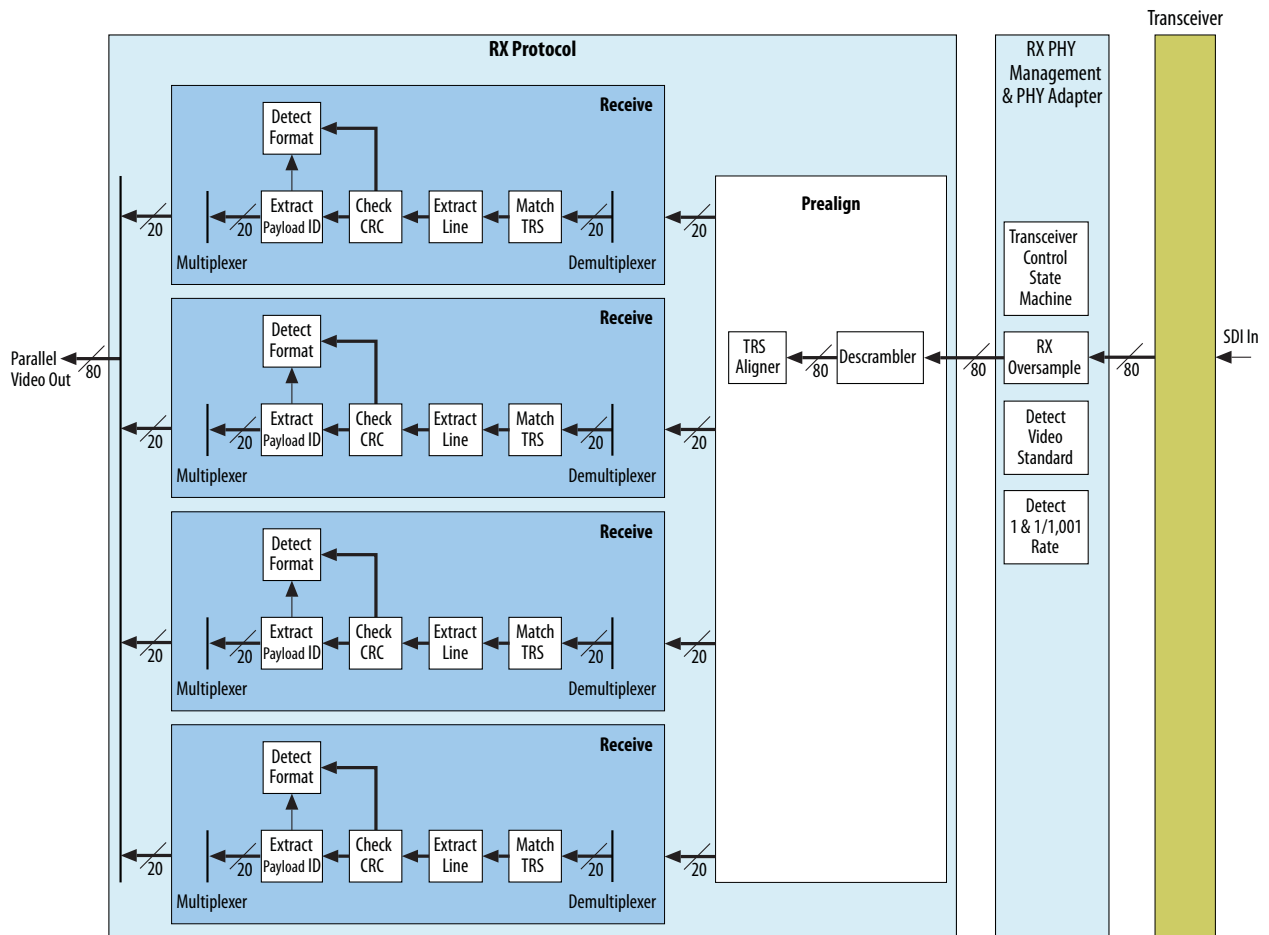 Transceiver
RX Protocol
RX PHY
Management
& PHY Adapter
Receive
Detect
Format
Extract
Payload ID
Check
CRC
Extract
Line
Match
TRS
20
20
20
20
Multiplexer
Demultiplexer
Receive
Detect
Format
Extract
Payload ID
Check
CRC
Extract
Line
Match
TRS
20
20
20
20
Multiplexer
Demultiplexer
Receive
Detect
Format
Extract
Payload ID
Check
CRC
Extract
Line
Match
TRS
20
20
20
20
Multiplexer
Demultiplexer
Receive
Detect
Format
Extract
Payload ID
Check
CRC
Extract
Line
Match
TRS
20
20
20
20
Multiplexer
Demultiplexer
Parallel
Video Out
80
Prealign
TRS
Aligner
80
Descrambler
80
Transceiver
Control
State
Machine
RX
Oversample
80
Detect
Video
Standard
Detect
1 & 1/1,001
Rate
SDI In